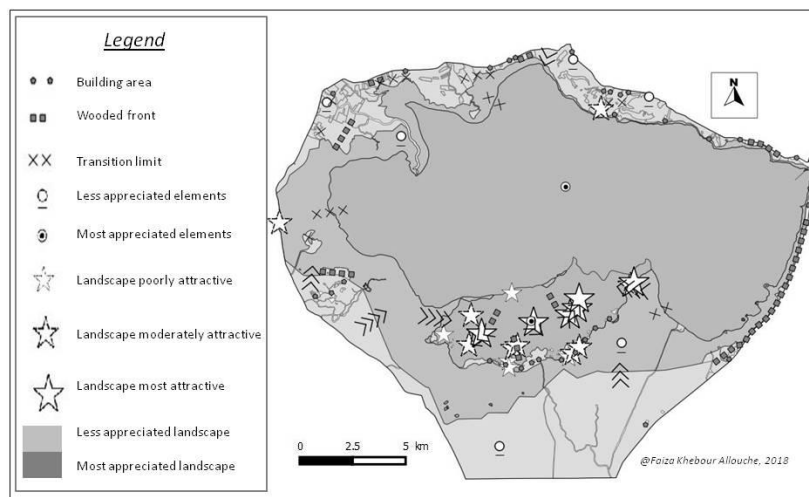 Legend
Building area
Wooded front
Transition limit
Less appreciated elements
Most appreciated elements
Landscape poorly attractive
Landscape moderately attractive
Landscape most attractive
Less appreciated landscape
Most appreciated landscape
N
0 2.5 5 km
@Faiza Khebour Allouche, 2018